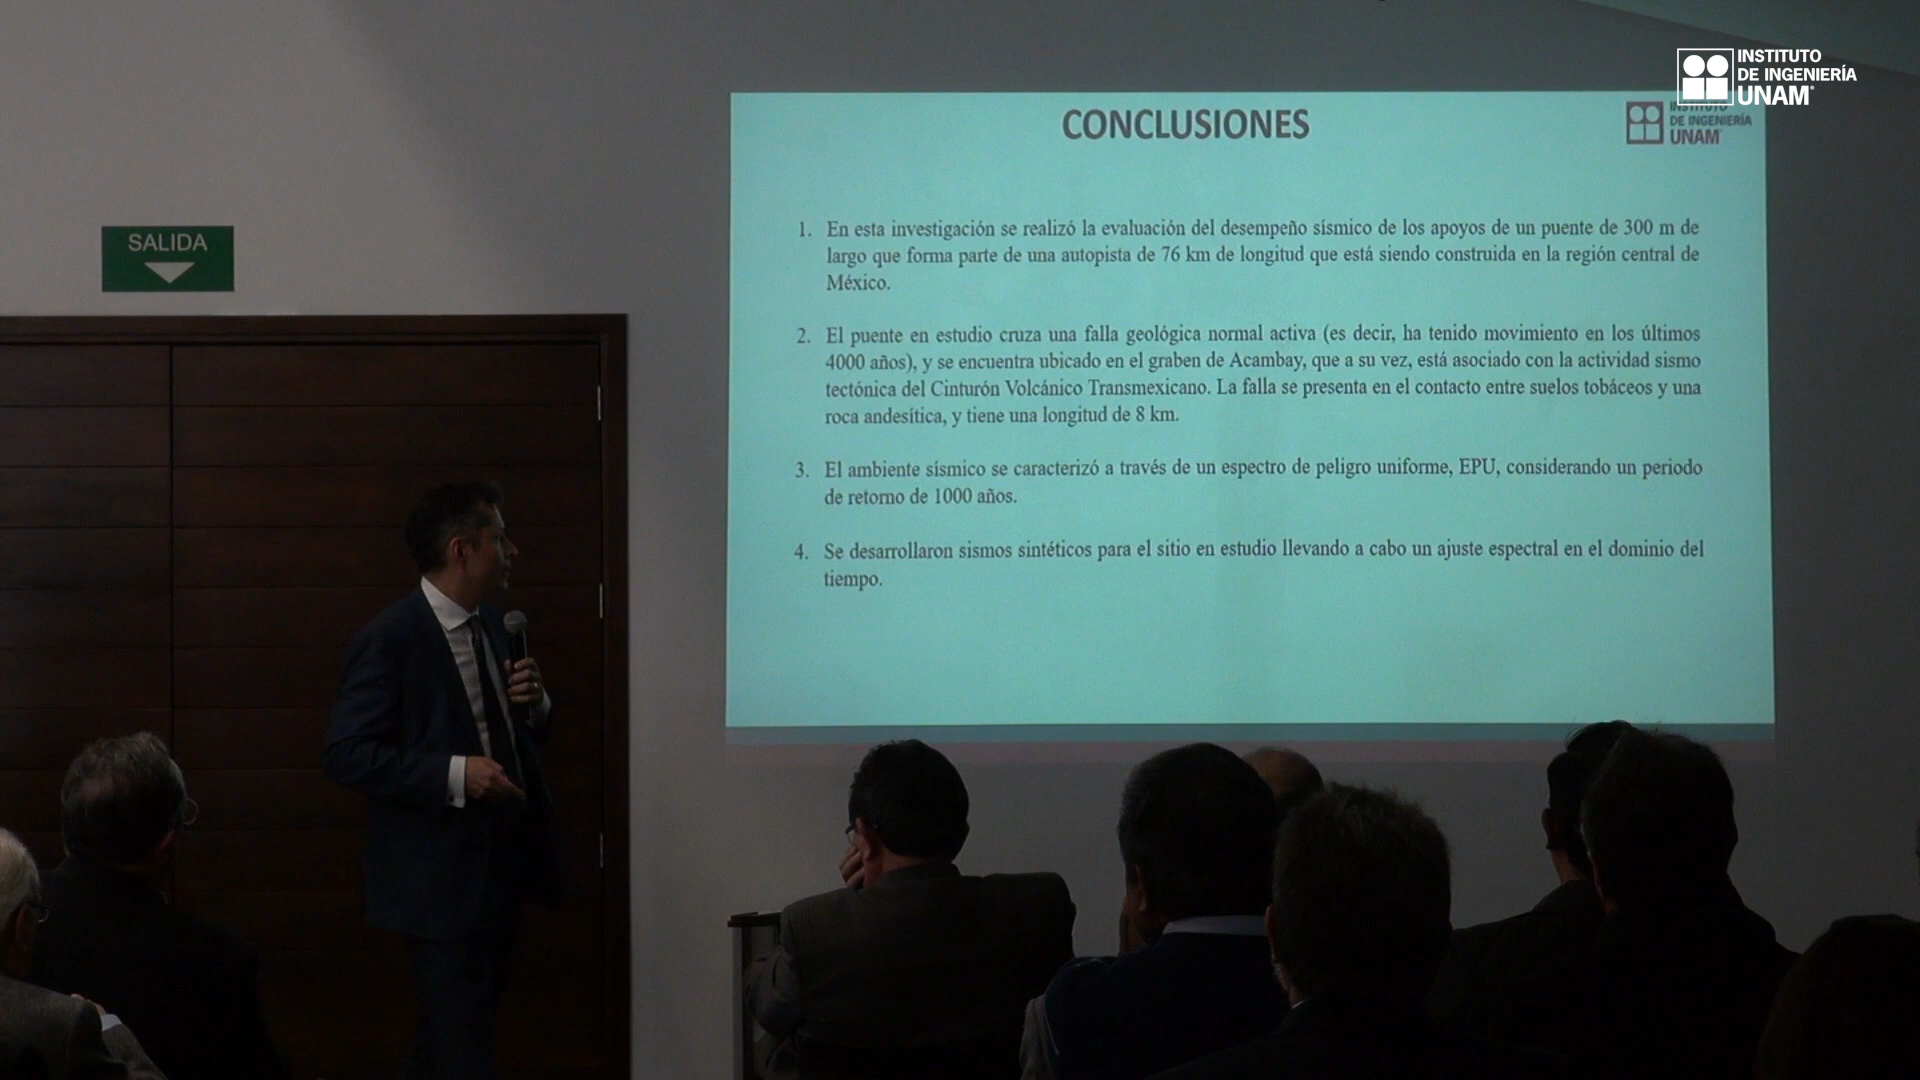 INSTITUTO
DE INGENIERÍA
UNAM
CONCLUSIONES
INSTITUTO
DE INGENIERÍA
UNAM
SALIDA
1. En esta investigación se realizó la evaluación del desempeño sísmico de los apoyos de un puente de 300 m de
largo que forma parte de una autopista de 76 km de longitud que está siendo construida en la región central de
México.
2. El puente en estudio cruza una falla geológica normal activa (es decir, ha tenido movimiento en los últimos
4000 años), y se encuentra ubicado en el graben de Acambay, que a su vez, está asociado con la actividad sismo
tectónica del Cinturón Volcánico Transmexicano. La falla se presenta en el contacto entre suelos tobáceos y una
roca andesítica, y tiene una longitud de 8 km.
3. El ambiente sísmico se caracterizó a través de un espectro de peligro uniforme, EPU, considerando un periodo
de retorno de 1000 años.
4. Se desarrollaron sismos sintéticos para el sitio en estudio llevando a cabo un ajuste espectral en el dominio del
tiempo.